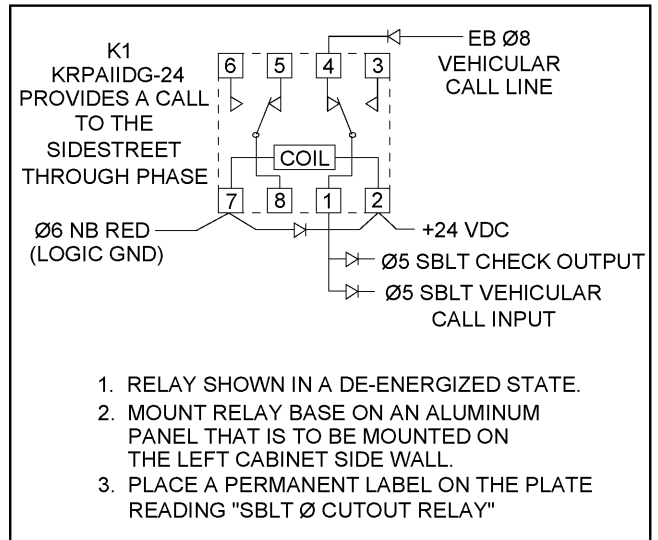 K1
KRPAIIDG-24
PROVIDES A CALL
TO THE
SIDESTREET
THROUGH PHASE
EB Ø8
VEHICULAR
CALL LINE
6 5 4 3
COIL
7 8 1 2
Ø6 NB RED
(LOGIC GND)
+24 VDC
Ø5 SBLT CHECK OUTPUT
Ø5 SBLT VEHICULAR
CALL INPUT
1. RELAY SHOWN IN A DE-ENERGIZED STATE.
2. MOUNT RELAY BASE ON AN ALUMINUM
PANEL THAT IS TO BE MOUNTED ON
THE LEFT CABINET SIDE WALL.
3. PLACE A PERMANENT LABEL ON THE PLATE
READING "SBLT Ø CUTOUT RELAY"